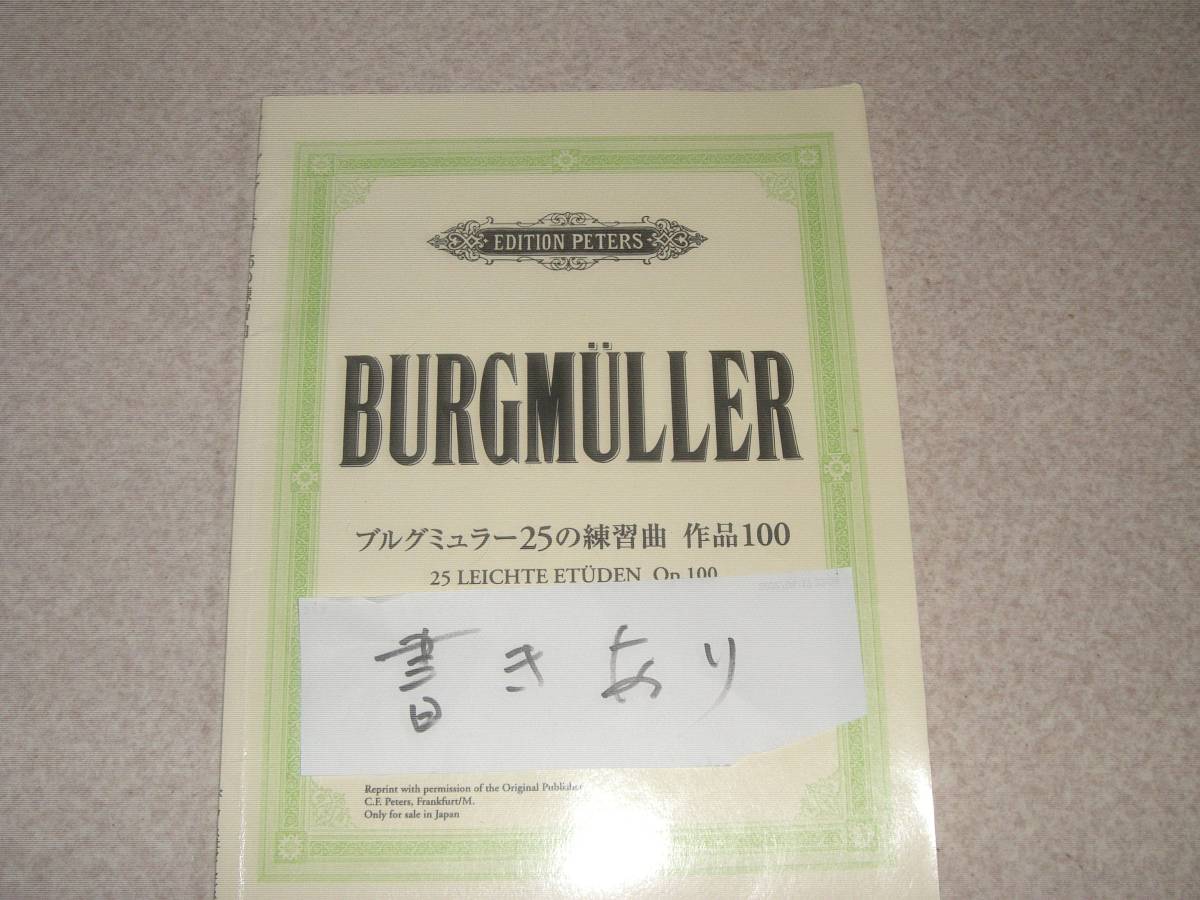 EDITION PETERS
BURGMÜLLER
ブルグミュラー25の練習曲 作品100
25 LEICHTE ETÜDEN Op.100
書きあり
Reprint with permission of the Original Publisher
C.F. Peters, Frankfurt/M.
Only for sale in Japan